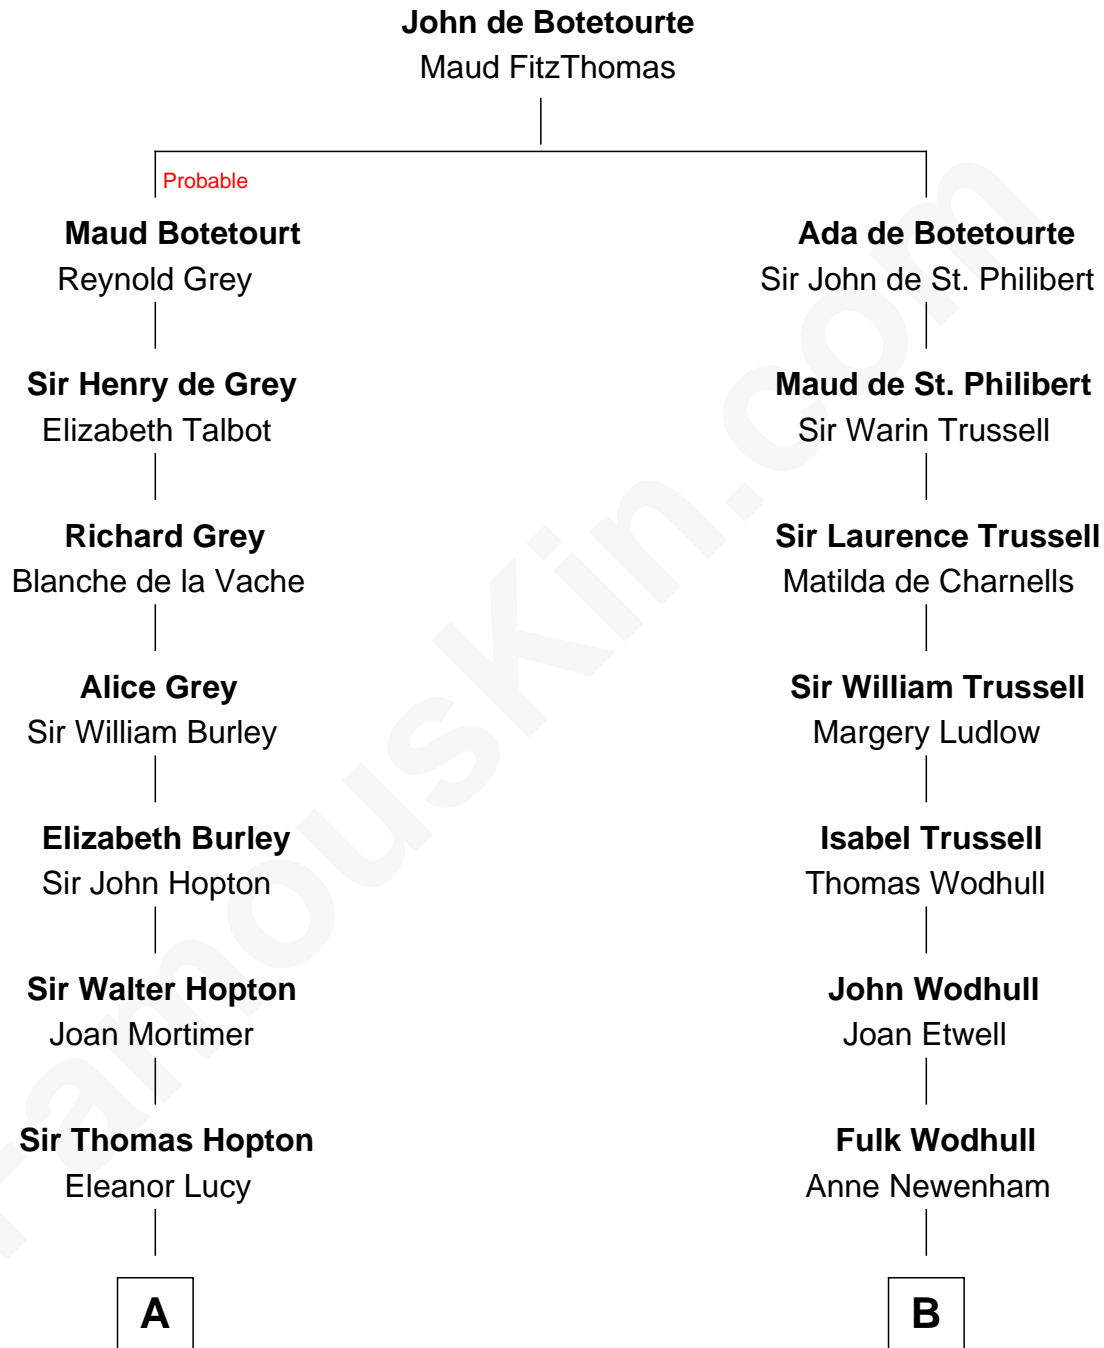 John de Botetourte
Maud FitzThomas
Probable
Maud Botetourt
Reynold Grey
Ada de Botetourte
Sir John de St. Philibert
Sir Henry de Grey
Elizabeth Talbot
Maud de St. Philibert
Sir Warin Trussell
Richard Grey
Blanche de la Vache
Sir Laurence Trussell
Matilda de Charnells
Alice Grey
Sir William Burley
Sir William Trussell
Margery Ludlow
Elizabeth Burley
Sir John Hopton
Isabel Trussell
Thomas Wodhull
Sir Walter Hopton
Joan Mortimer
John Wodhull
Joan Etwell
Sir Thomas Hopton
Eleanor Lucy
Fulk Wodhull
Anne Newenham
A
B
FamousKin.com